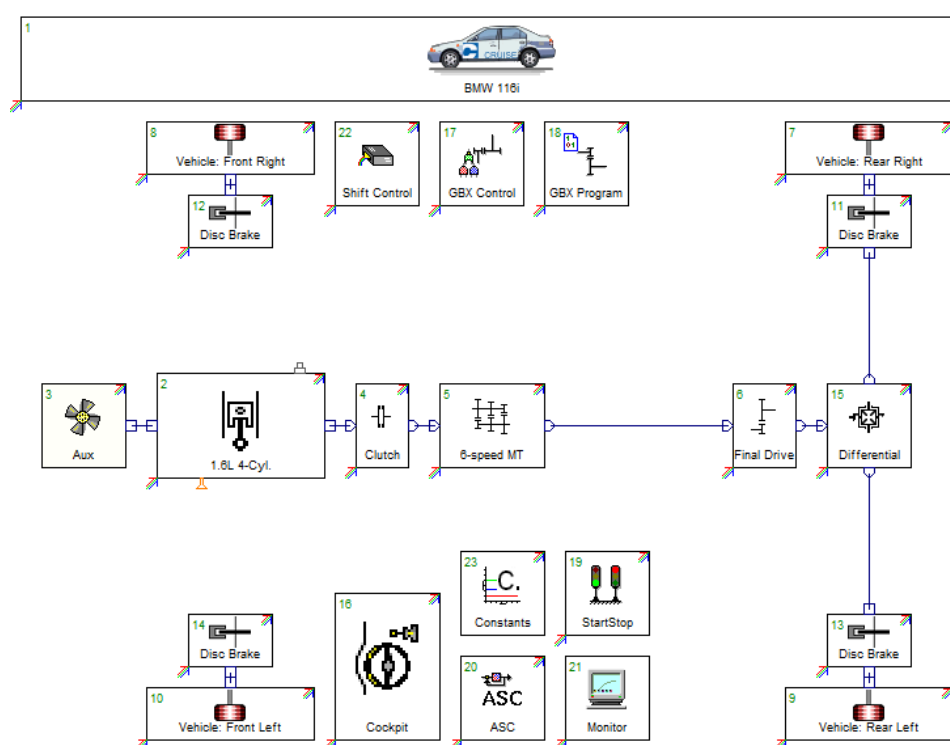 1
CRUISE
BMW 116i
8
Vehicle: Front Right
22
Shift Control
17
GBX Control
18
GBX Program
7
Vehicle: Rear Right
12
Disc Brake
11
Disc Brake
3
Aux
2
1.6L 4-Cyl.
4
Clutch
5
6-speed MT
6
Final Drive
15
Differential
23
C.
Constants
19
StartStop
16
Cockpit
14
Disc Brake
13
Disc Brake
20
ASC
ASC
21
Monitor
10
Vehicle: Front Left
9
Vehicle: Rear Left